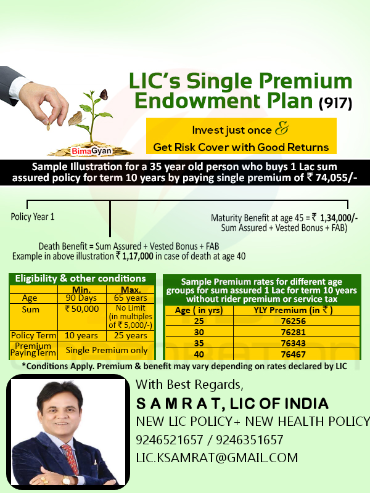 LIC's Single Premium
Endowment Plan (917)
BimaGyan
Invest just once &
Get Risk Cover with Good Returns
Sample Illustration for a 35 year old person who buys 1 Lac sum
assured policy for term 10 years by paying single premium of ₹ 74,055/-
Policy Year 1
Maturity Benefit at age 45 = ₹ 1,34,000/-
Sum Assured + Vested Bonus + FAB)
Death Benefit = Sum Assured + Vested Bonus + FAB
Example in above illustration ₹ 1,17,000 in case of death at age 40
Eligibility & other conditions
Min. Max.
Age 90 Days 65 years
Sum ₹ 50,000 No Limit
(in multiples
of ₹ 5,000/-)
Policy Term 10 years 25 years
Premium
PayingTerm Single Premium only
Sample Premium rates for different age
groups for sum assured 1 Lac for term 10 years
without rider premium or service tax
Age ( in yrs) YLY Premium (in ₹ )
25 76256
30 76281
35 76343
40 76467
*Conditions Apply. Premium & benefit may vary depending on rates declared by LIC
With Best Regards,
S A M R A T, LIC OF INDIA
NEW LIC POLICY+ NEW HEALTH POLICY
9246521657 / 9246351657
LIC.KSAMRAT@GMAIL.COM